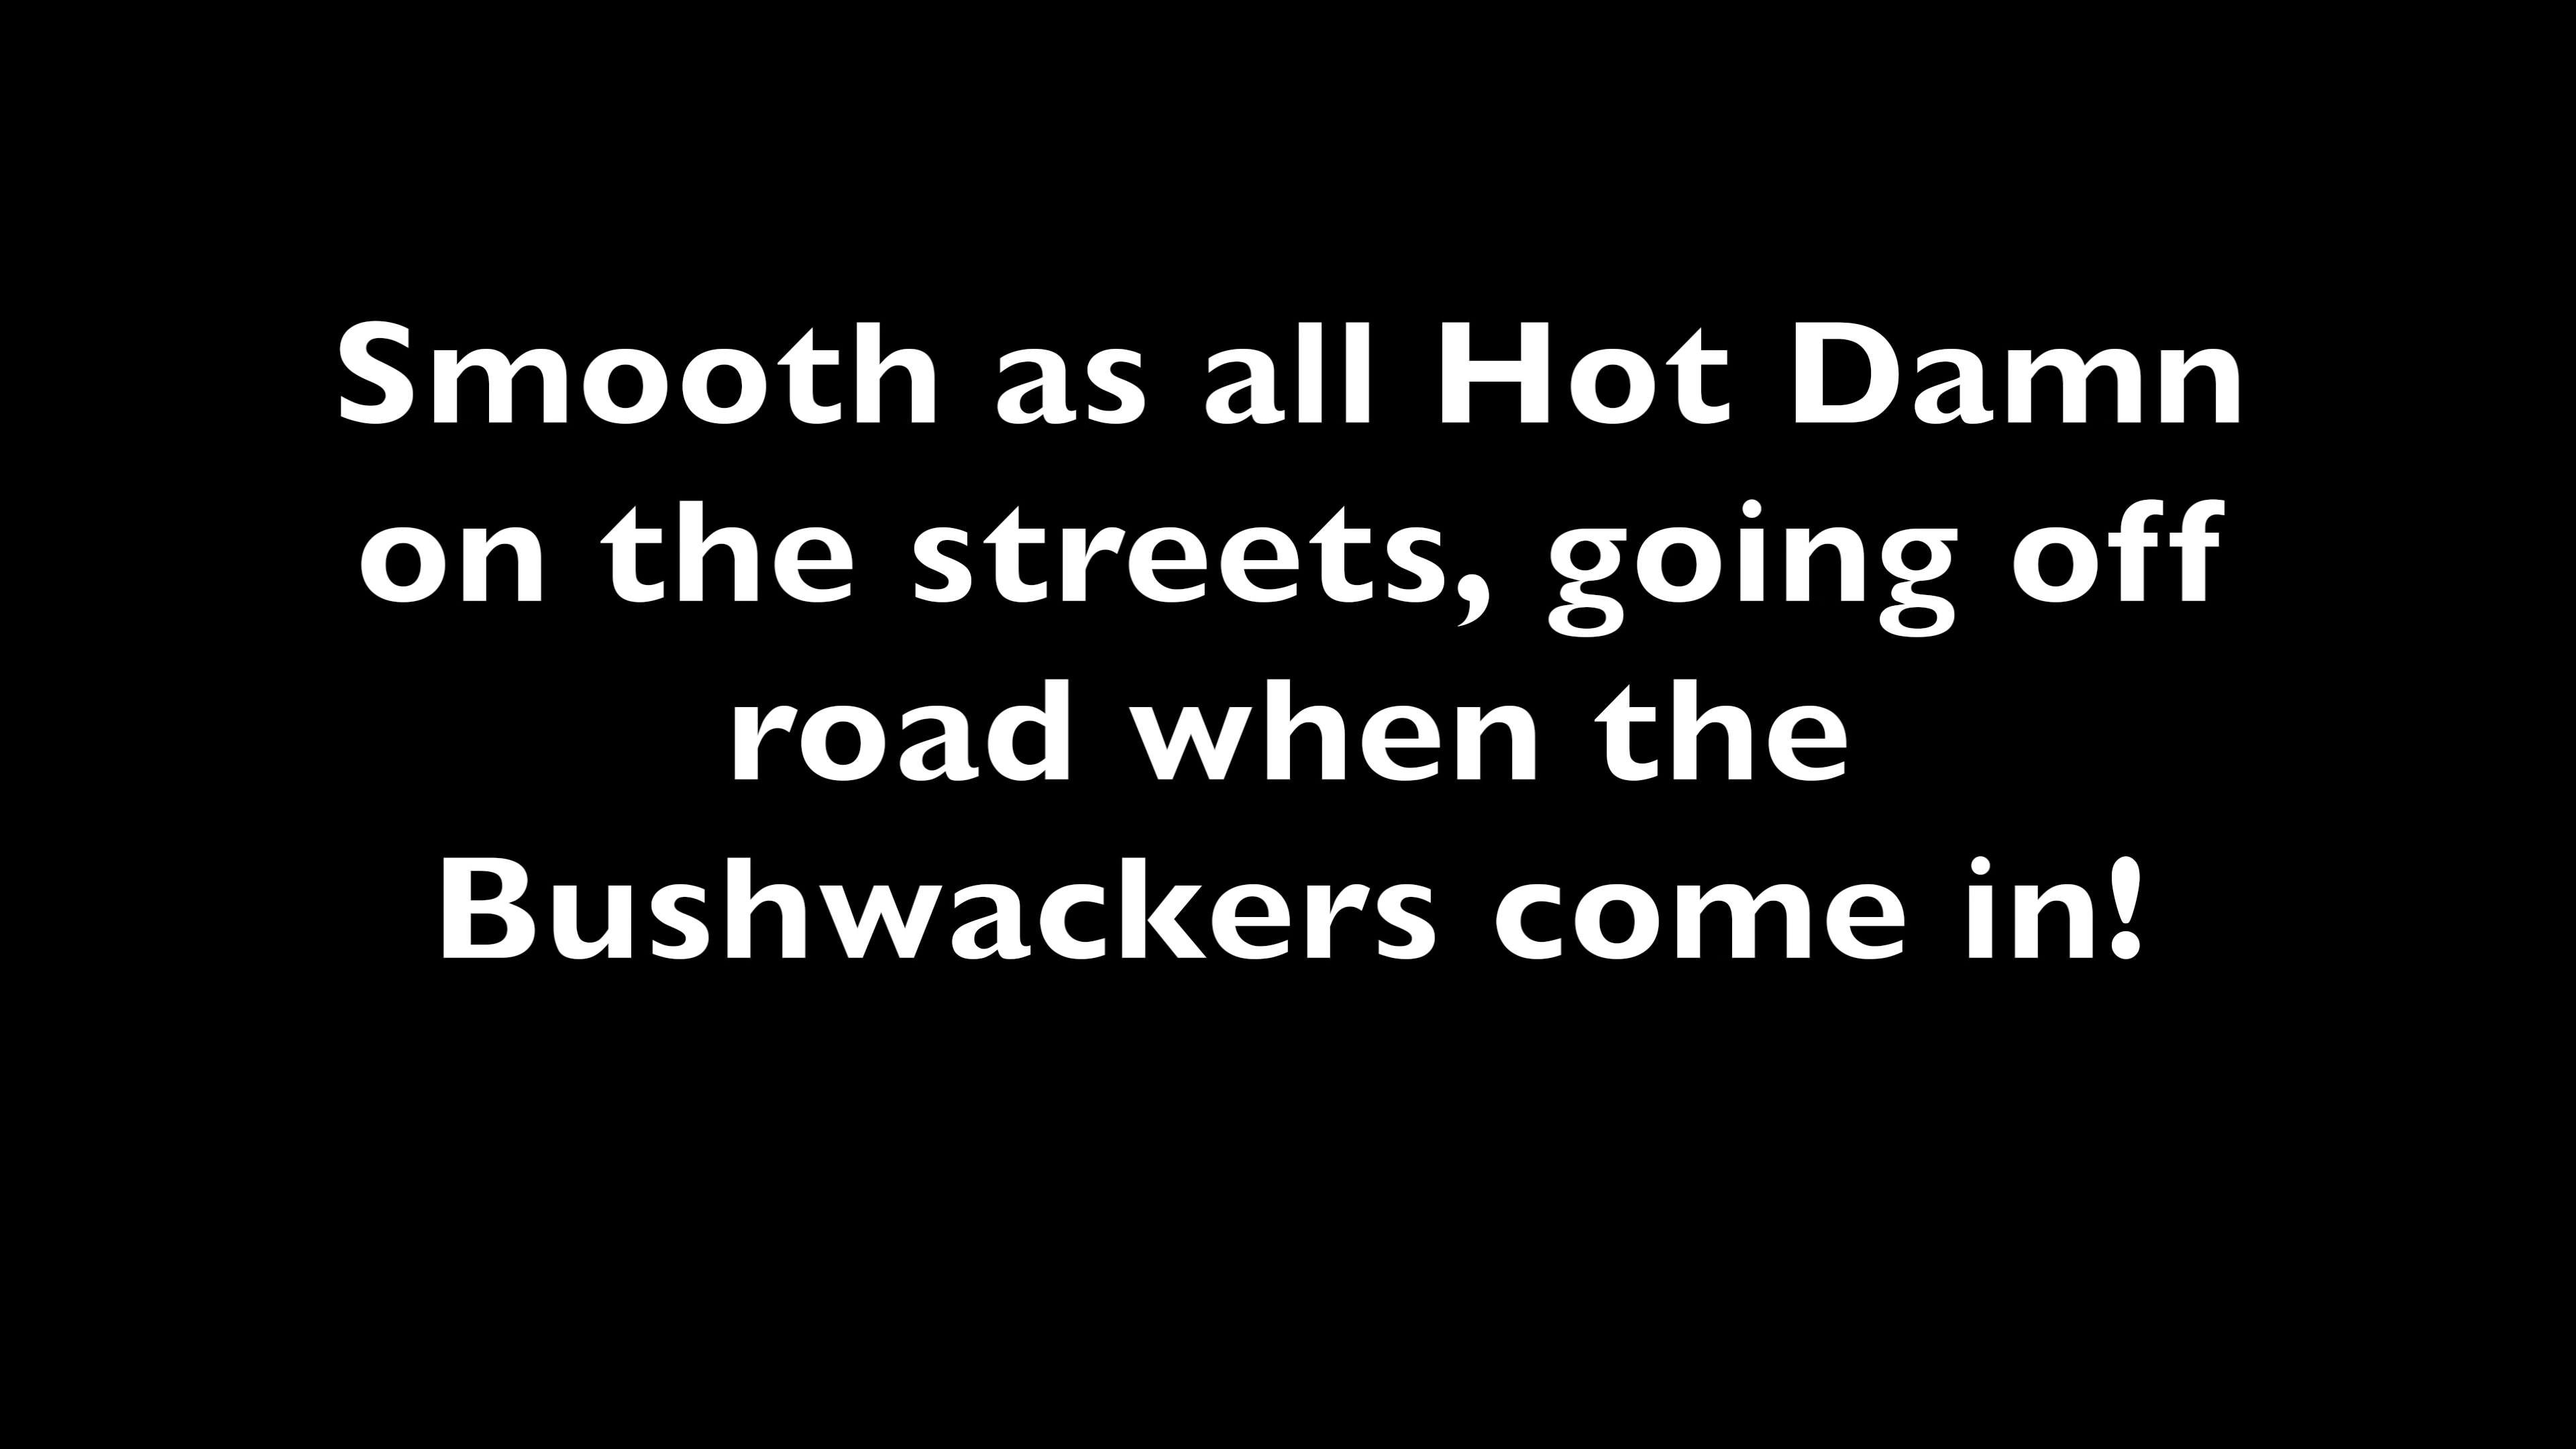 Smooth as all Hot Damn
on the streets, going off
road when the
Bushwackers come in!